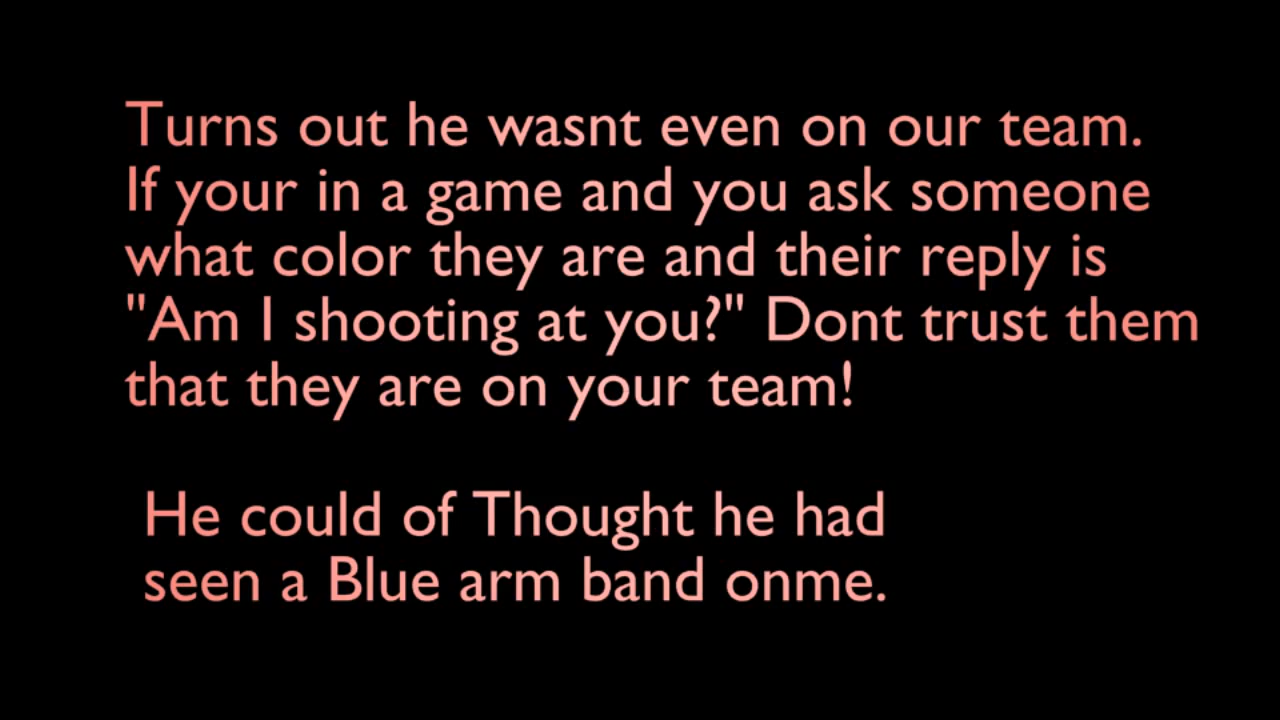 Turns out he wasnt even on our team.
If your in a game and you ask someone
what color they are and their reply is
"Am I shooting at you?" Dont trust them
that they are on your team!
He could of Thought he had
seen a Blue arm band onme.